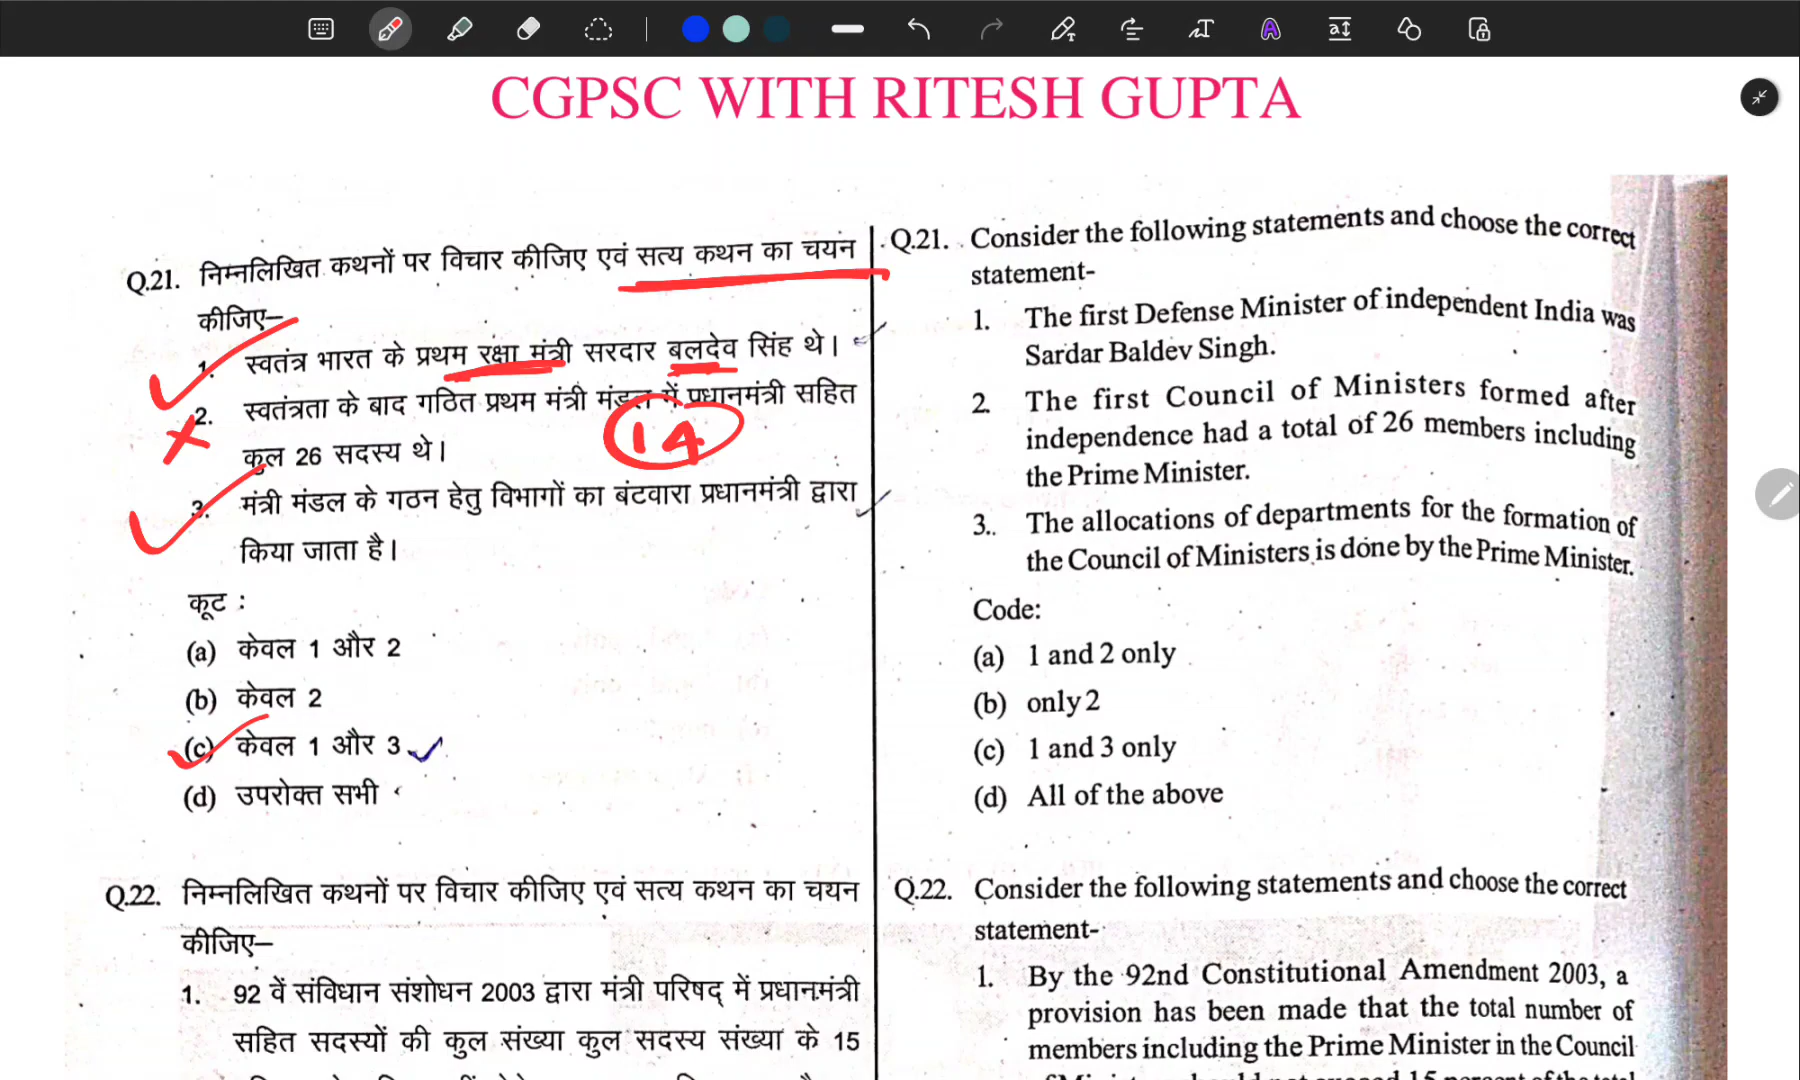 CGPSC WITH RITESH GUPTA
Q.21. निम्नलिखित कथनों पर विचार कीजिए एवं सत्य कथन का चयन
कीजिए–
1. स्वतंत्र भारत के प्रथम रक्षा मंत्री सरदार बलदेव सिंह थे।
2. स्वतंत्रता के बाद गठित प्रथम मंत्री मंडल में प्रधानमंत्री सहित
कुल 26 सदस्य थे।
14
3. मंत्री मंडल के गठन हेतु विभागों का बंटवारा प्रधानमंत्री द्वारा
किया जाता है।
कूट :
(a) केवल 1 और 2
(b) केवल 2
(c) केवल 1 और 3
(d) उपरोक्त सभी
Q.22. निम्नलिखित कथनों पर विचार कीजिए एवं सत्य कथन का चयन
कीजिए–
1. 92 वें संविधान संशोधन 2003 द्वारा मंत्री परिषद् में प्रधानमंत्री
सहित सदस्यों की कुल संख्या कुल सदस्य संख्या के 15
Q.21. Consider the following statements and choose the correct
statement-
1. The first Defense Minister of independent India was
Sardar Baldev Singh.
2. The first Council of Ministers formed after
independence had a total of 26 members including
the Prime Minister.
3.. The allocations of departments for the formation of
the Council of Ministers is done by the Prime Minister.
Code:
(a) 1 and 2 only
(b) only 2
(c) 1 and 3 only
(d) All of the above
Q.22. Consider the following statements and choose the correct
statement-
1. By the 92nd Constitutional Amendment 2003, a
provision has been made that the total number of
members including the Prime Minister in the Council